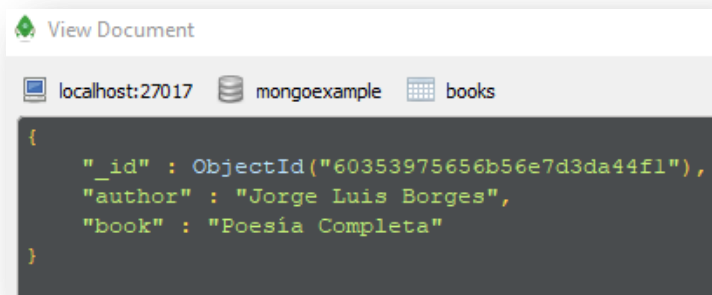 View Document
localhost:27017 mongoexample books
{
"_id" : ObjectId("60353975656b56e7d3da44f1"),
"author" : "Jorge Luis Borges",
"book" : "Poesía Completa"
}